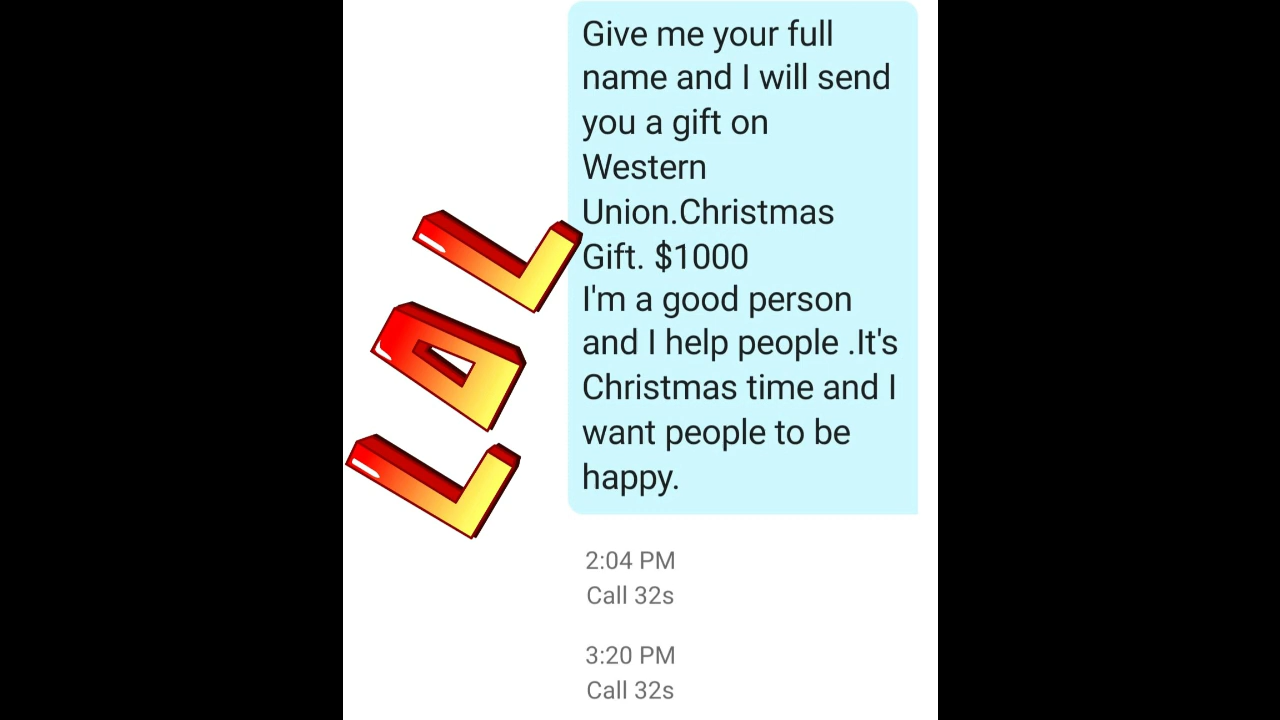 Give me your full
name and I will send
you a gift on
Western
Union.Christmas
Gift. $1000
I'm a good person
and I help people .It's
Christmas time and I
want people to be
happy.
LOL
2:04 PM
Call 32s
3:20 PM
Call 32s